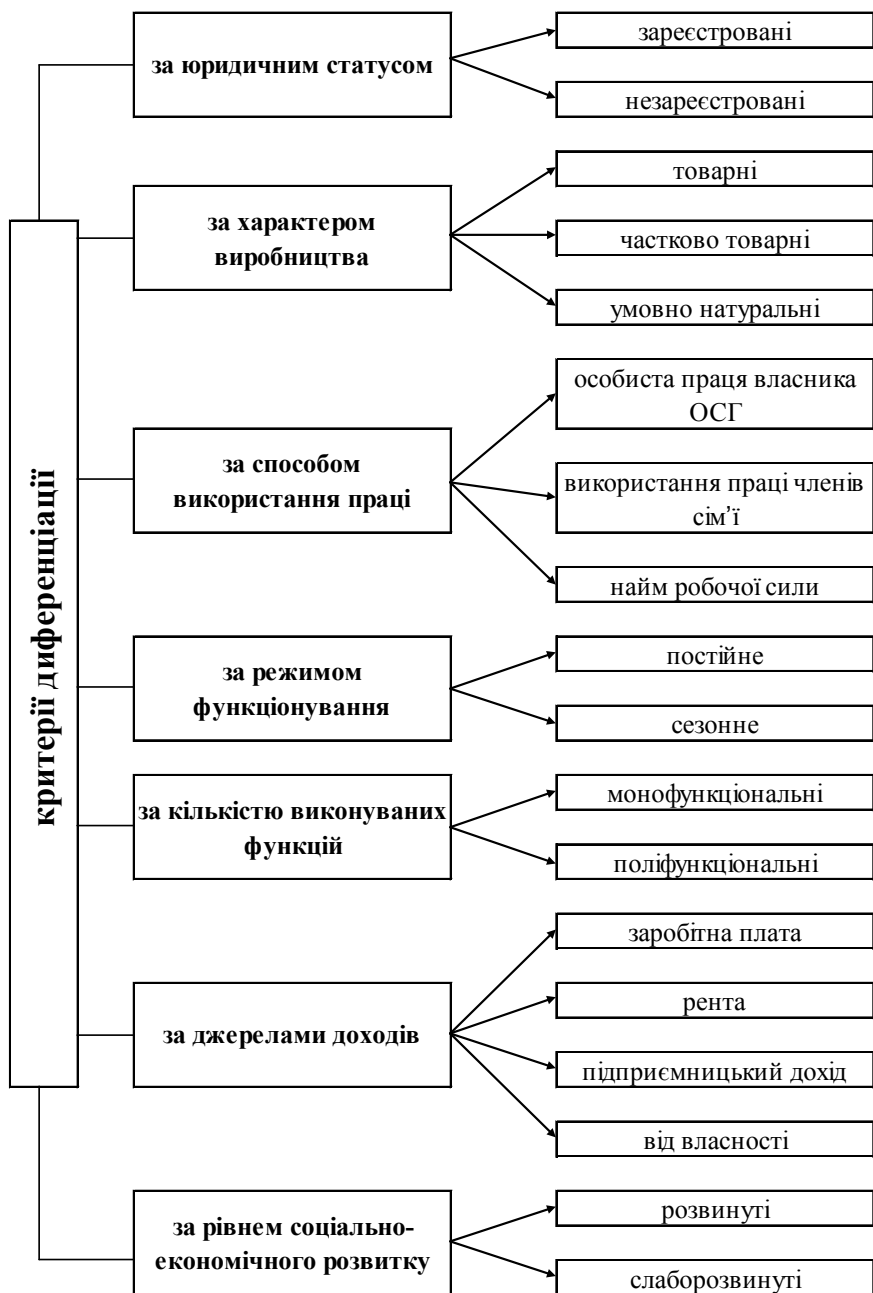 критерії диференціації
за юридичним статусом
зареєстровані
незареєстровані
за характером
виробництва
товарні
частково товарні
умовно натуральні
за способом
використання праці
особиста праця власника
ОСГ
використання праці членів
сім’ї
найм робочої сили
за режимом
функціонування
постійне
сезонне
за кількістю виконуваних
функцій
монофункціональні
поліфункціональні
за джерелами доходів
заробітна плата
рента
підприємницький дохід
від власності
за рівнем соціально-
економічного розвитку
розвинуті
слаборозвинуті